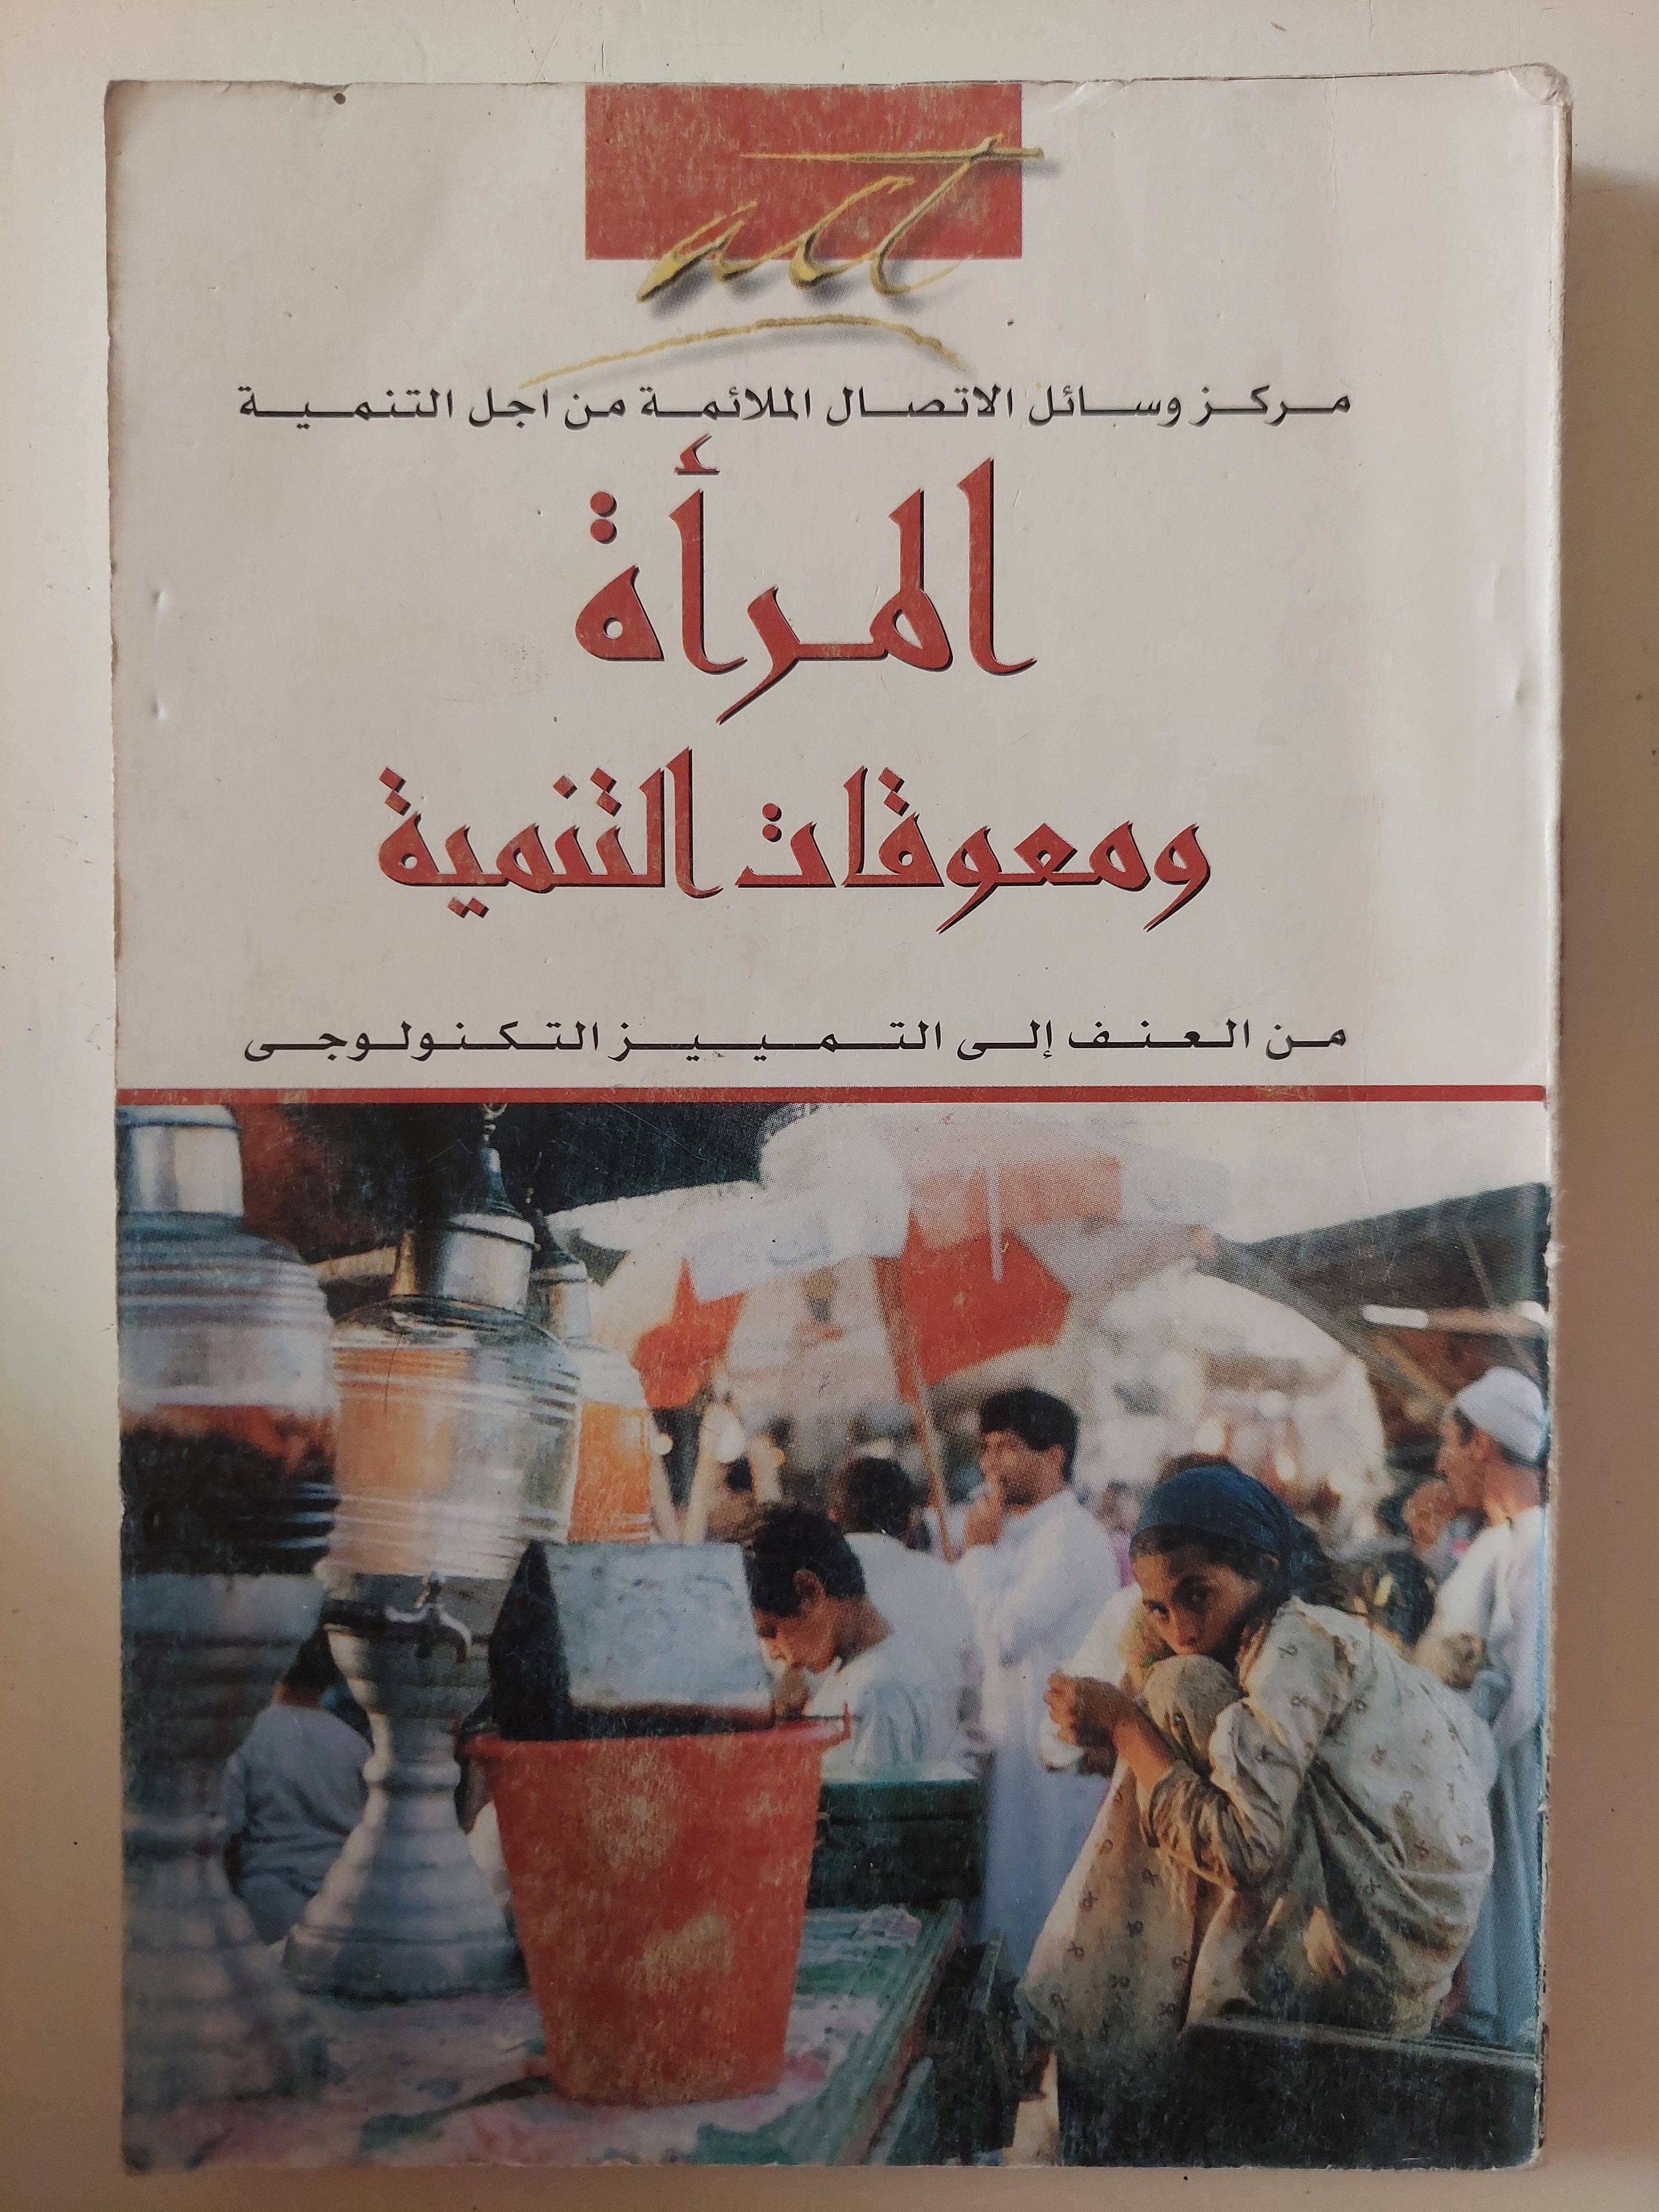 act
مركز وسائل الاتصال الملائمة من اجل التنمية
المرأة
ومعوقات التنمية
من العنف إلى التمييز التكنولوجى